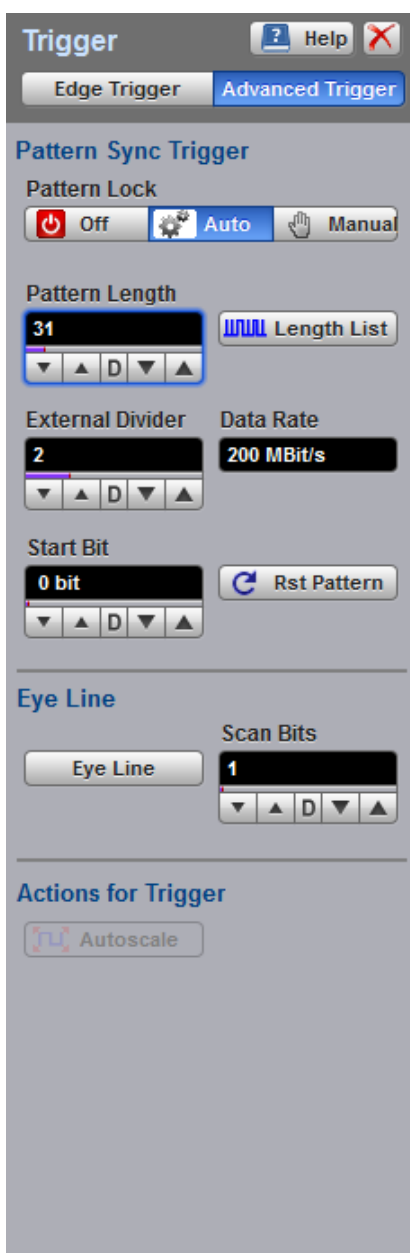 Trigger
? Help
Edge Trigger Advanced Trigger
Pattern Sync Trigger
Pattern Lock
Off Auto Manual
Pattern Length
31 Length List
D
External Divider Data Rate
2 200 MBit/s
D
Start Bit
0 bit Rst Pattern
D
Eye Line
Scan Bits
Eye Line 1
D
Actions for Trigger
Autoscale